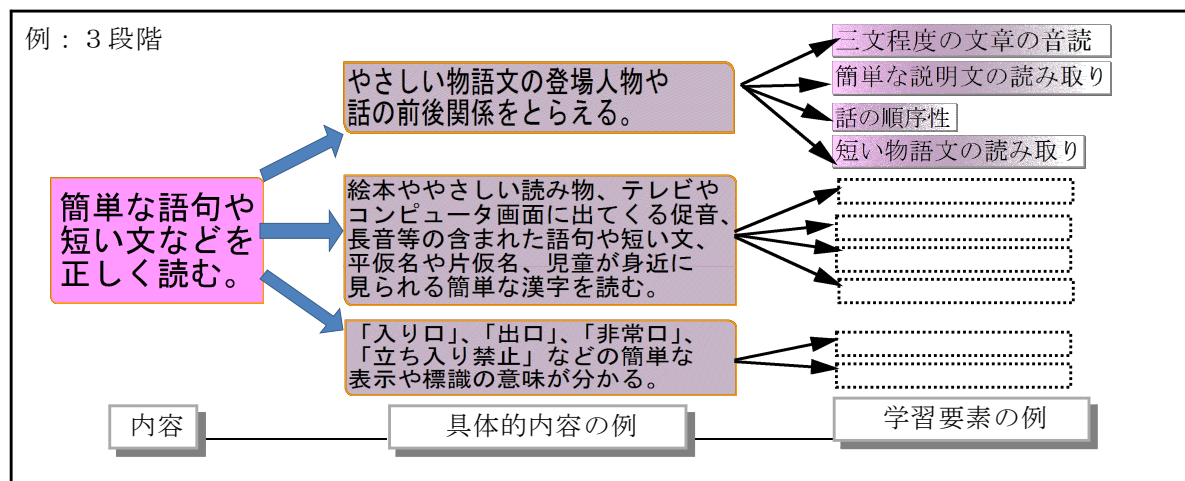 例：３段階
簡単な語句や
短い文などを
正しく読む。
やさしい物語文の登場人物や
話の前後関係をとらえる。
三文程度の文章の音読
簡単な説明文の読み取り
話の順序性
短い物語文の読み取り
絵本ややさしい読み物、テレビや
コンピュータ画面に出てくる促音、
長音等の含まれた語句や短い文、
平仮名や片仮名、児童が身近に
見られる簡単な漢字を読む。
「入り口」、「出口」、「非常口」、
「立ち入り禁止」などの簡単な
表示や標識の意味が分かる。
内容
具体的内容の例
学習要素の例